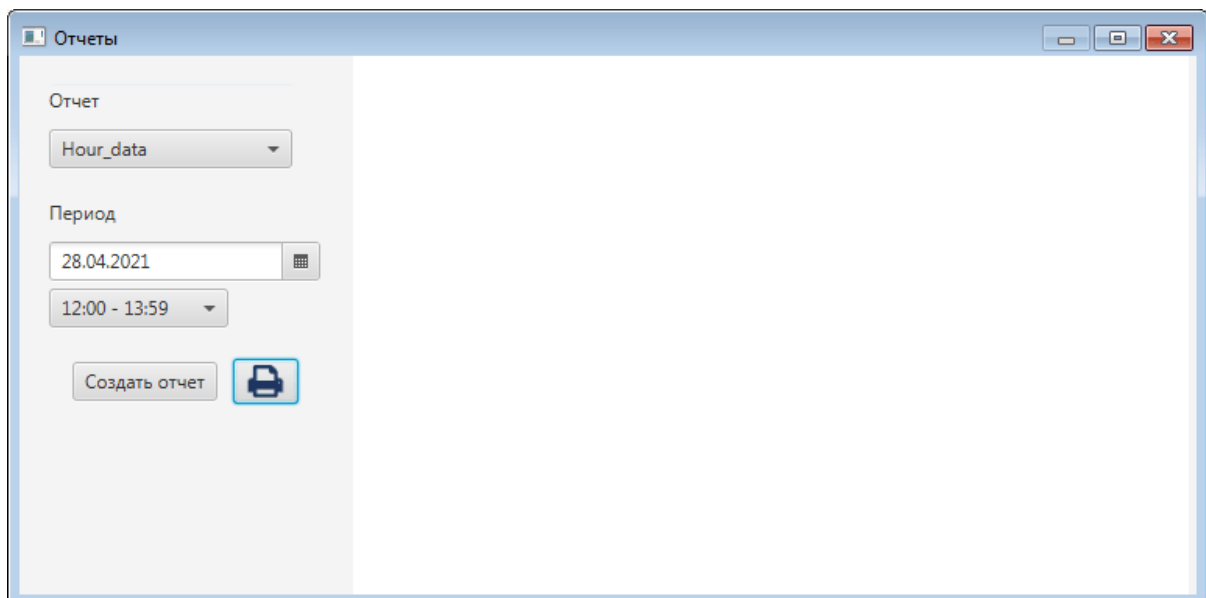 Отчеты
Отчет
Hour_data
Период
28.04.2021
12:00 - 13:59
Создать отчет